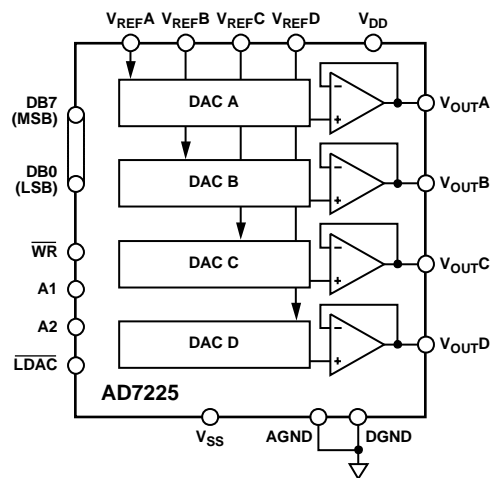 VREFA VREFB VREFC VREFD VDD
DAC A
DB7
(MSB)
VOUTA
DB0
(LSB)
DAC B
VOUTB
WR
DAC C
VOUTC
A1
A2
DAC D
VOUTD
LDAC
AD7225
VSS
AGND
DGND